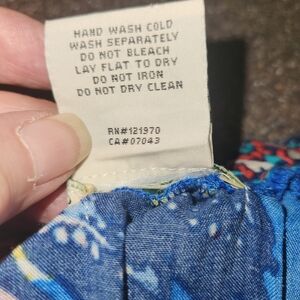 HAND WASH COLD
WASH SEPARATELY
DO NOT BLEACH
LAY FLAT TO DRY
DO NOT IRON
DO NOT DRY CLEAN
RN#121970
CA#07043